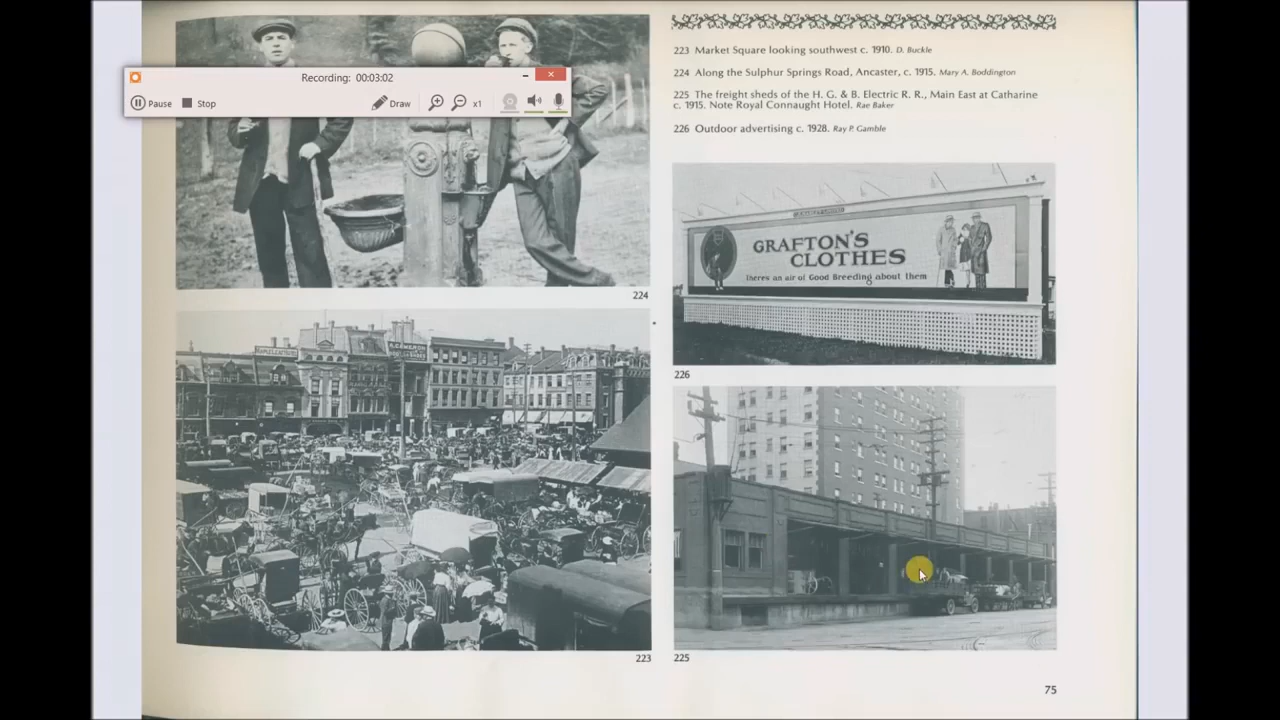 Recording: 00:03:02
Pause
Stop
Draw
x1
223 Market Square looking southwest c. 1910. D. Buckle
224 Along the Sulphur Springs Road, Ancaster, c. 1915. Mary A. Boddington
225 The freight sheds of the H. G. & B. Electric R. R., Main East at Catharine
c. 1915. Note Royal Connaught Hotel. Rae Baker
226 Outdoor advertising c. 1928. Ray P. Gamble
224
GRAFTON'S
CLOTHES
theres an air of Good Breeding about them
226
223
225
75